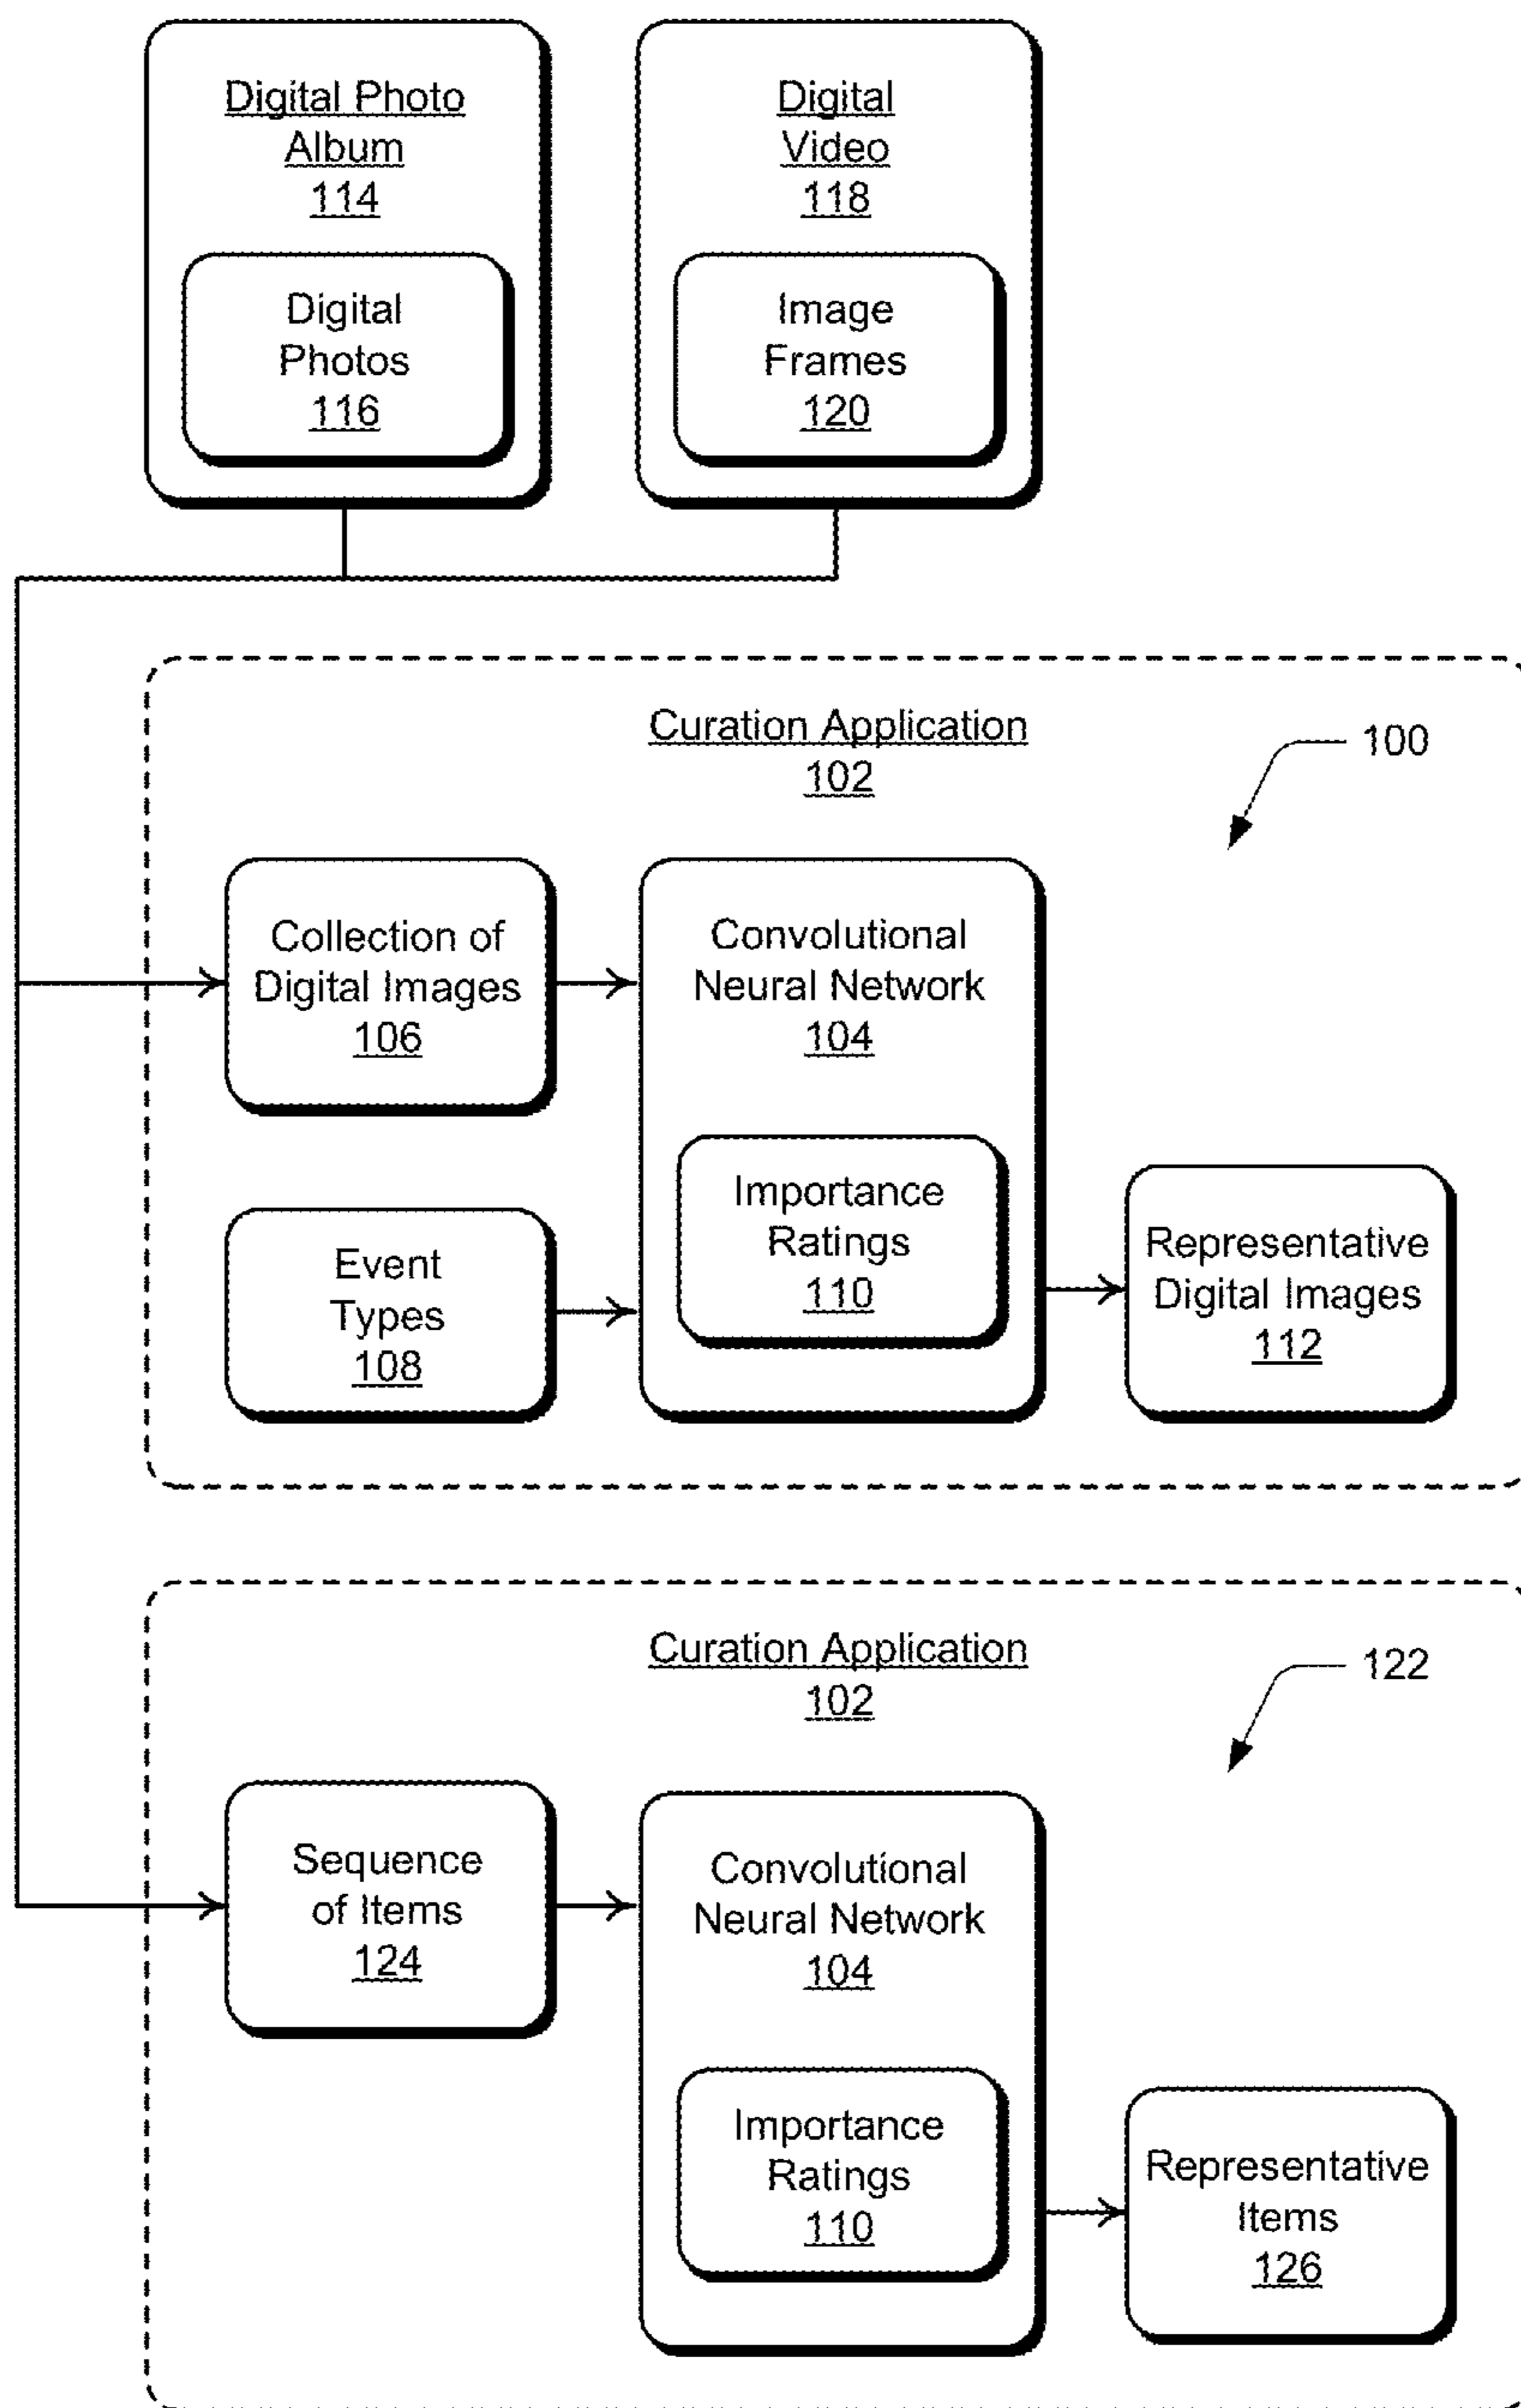 Digital Photo
Album
114
Digital
Photos
116
Digital
Video
118
Image
Frames
120
Curation Application
102
100
Collection of
Digital Images
106
Convolutional
Neural Network
104
Event
Types
108
Importance
Ratings
110
Representative
Digital Images
112
Curation Application
102
122
Sequence
of Items
124
Convolutional
Neural Network
104
Importance
Ratings
110
Representative
Items
126